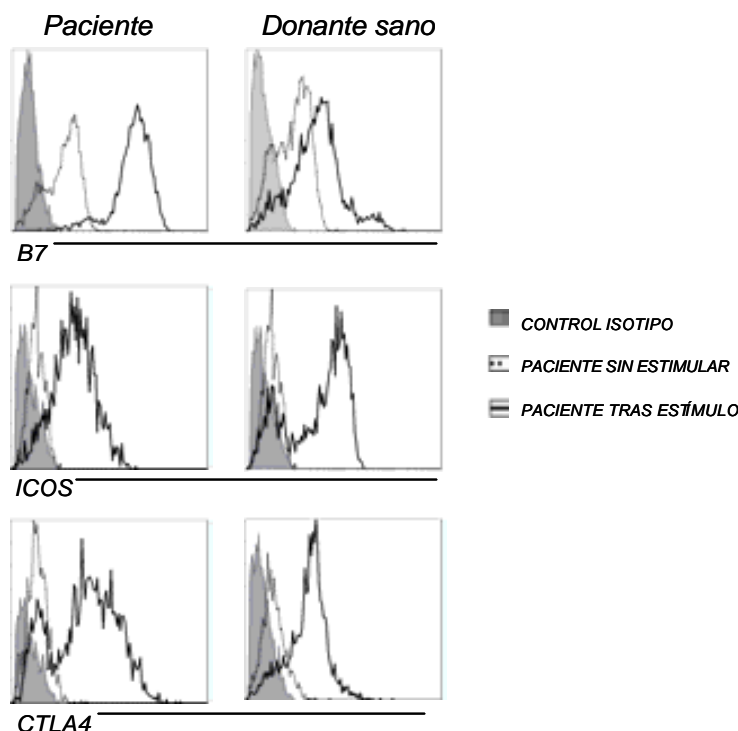 Paciente
Donante sano
B7
ICOS
CONTROL ISOTIPO
PACIENTE SIN ESTIMULAR
PACIENTE TRAS ESTÍMULO
CTLA4